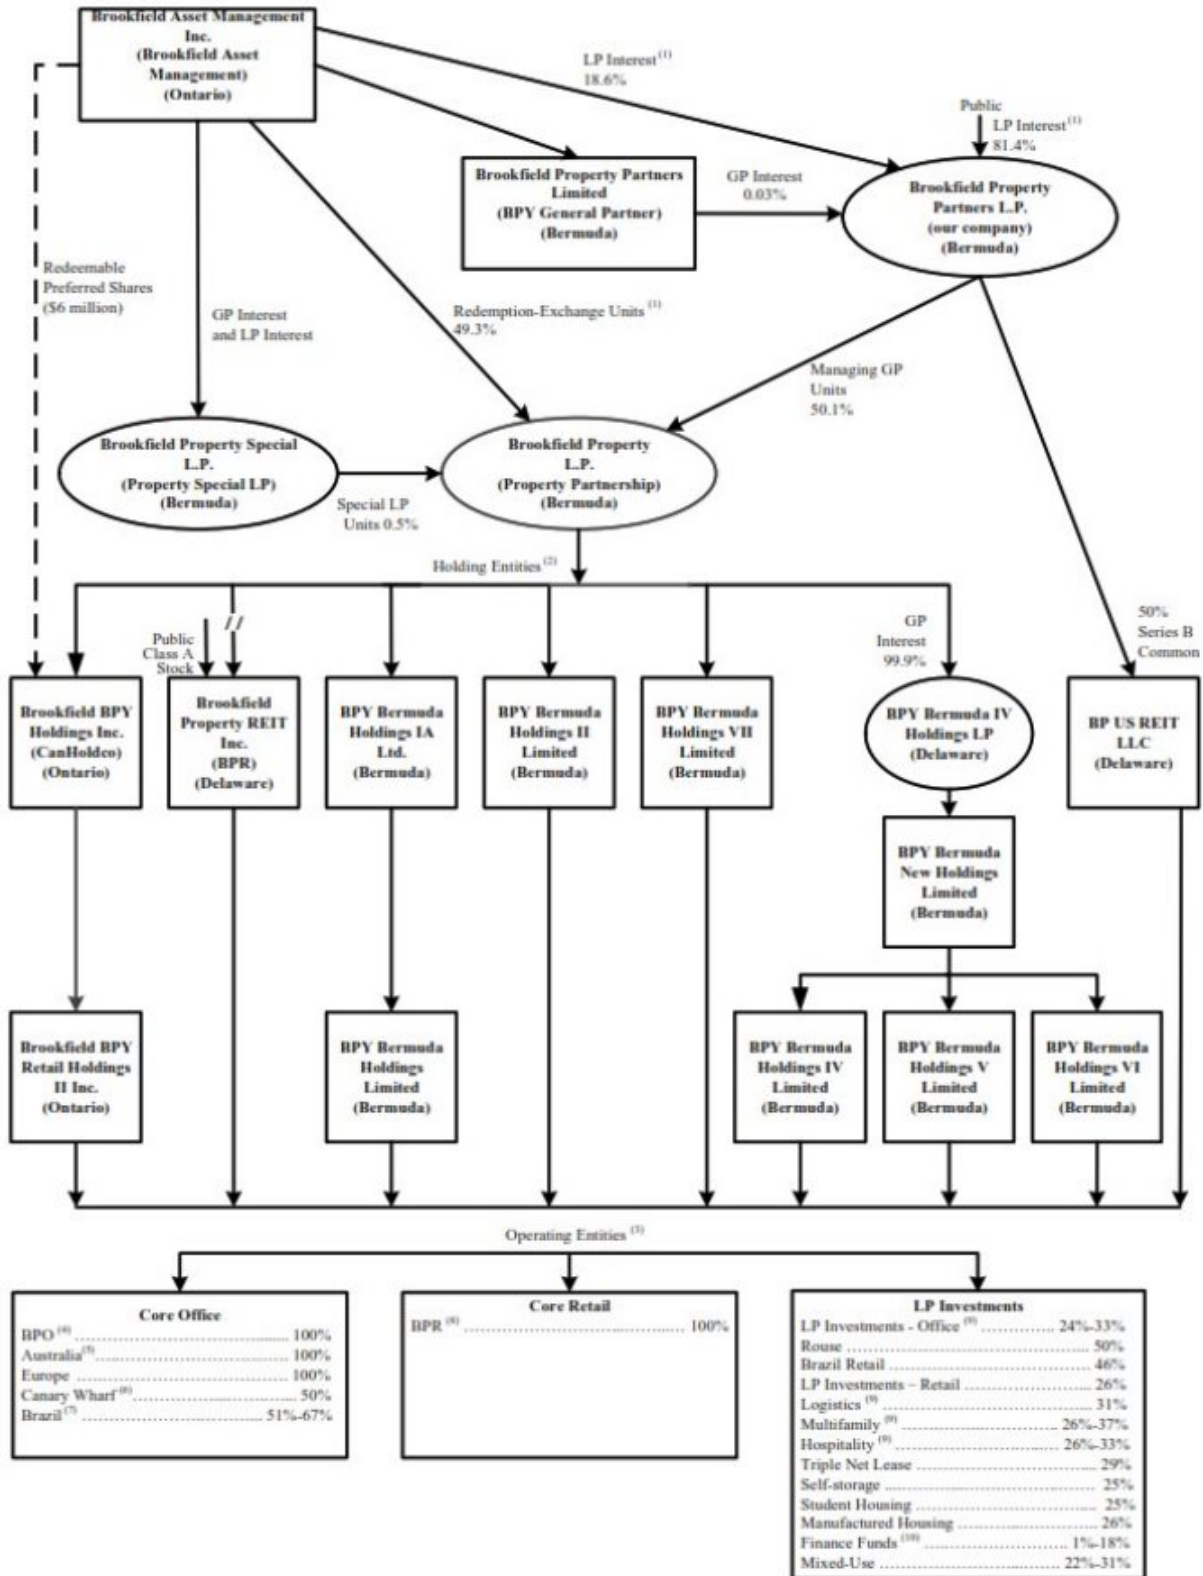 Brookfield Asset Management
Inc.
(Brookfield Asset
Management)
(Ontario)
LP Interest (1)
18.6%
Public
LP Interest (1)
81.4%
Brookfield Property Partners
Limited
(BPY General Partner)
(Bermuda)
GP Interest
0.03%
Brookfield Property
Partners L.P.
(our company)
(Bermuda)
Redeemable
Preferred Shares
($6 million)
GP Interest
and LP Interest
Redemption-Exchange Units (1)
49.3%
Managing GP
Units
50.1%
Brookfield Property Special
L.P.
(Property Special LP)
(Bermuda)
Special LP
Units 0.5%
Brookfield Property
L.P.
(Property Partnership)
(Bermuda)
Holding Entities (2)
Public
Class A
Stock
GP
Interest
99.9%
50%
Series B
Common
Brookfield BPY
Holdings Inc.
(CanHoldco)
(Ontario)
Brookfield
Property REIT
Inc.
(BPR)
(Delaware)
BPY Bermuda
Holdings IA
Ltd.
(Bermuda)
BPY Bermuda
Holdings II
Limited
(Bermuda)
BPY Bermuda
Holdings VII
Limited
(Bermuda)
BPY Bermuda IV
Holdings LP
(Delaware)
BP US REIT
LLC
(Delaware)
BPY Bermuda
New Holdings
Limited
(Bermuda)
Brookfield BPY
Retail Holdings
II Inc.
(Ontario)
BPY Bermuda
Holdings
Limited
(Bermuda)
BPY Bermuda
Holdings IV
Limited
(Bermuda)
BPY Bermuda
Holdings V
Limited
(Bermuda)
BPY Bermuda
Holdings VI
Limited
(Bermuda)
Operating Entities (3)
Core Office
BPO (4) ........................................ 100%
Australia (5) ........................................ 100%
Europe ........................................ 100%
Canary Wharf (6) ........................................ 50%
Brazil (7) ........................................ 51%-67%
Core Retail
BPR (8) ........................................ 100%
LP Investments
LP Investments - Office (9) ............. 24%-33%
Rouse ........................................ 50%
Brazil Retail ........................................ 46%
LP Investments – Retail ........................ 26%
Logistics (9) ........................................ 31%
Multifamily (9) ............................ 26%-37%
Hospitality (9) ............................ 26%-33%
Triple Net Lease ................................ 29%
Self-storage ........................................ 25%
Student Housing ................................ 25%
Manufactured Housing ........................ 26%
Finance Funds (10) ........................ 1%-18%
Mixed-Use ................................ 22%-31%